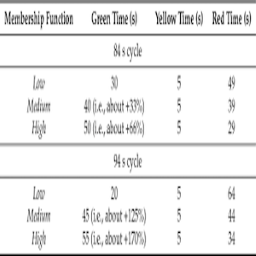 Membership Function Green Time (s) Yellow Time (s) Red Time (s)
84 s cycle
Low 30 5 49
Medium 40 (i.e., about +33%) 5 39
High 50 (i.e., about +66%) 5 29
94 s cycle
Low 20 5 64
Medium 45 (i.e., about +125%) 5 44
High 55 (i.e., about +170%) 5 34